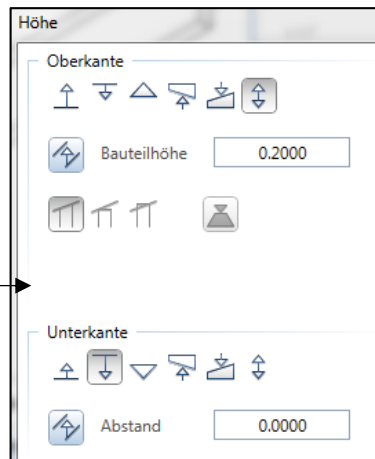 Höhe
Oberkante
Bauteilhöhe 0.2000
Unterkante
Abstand 0.0000